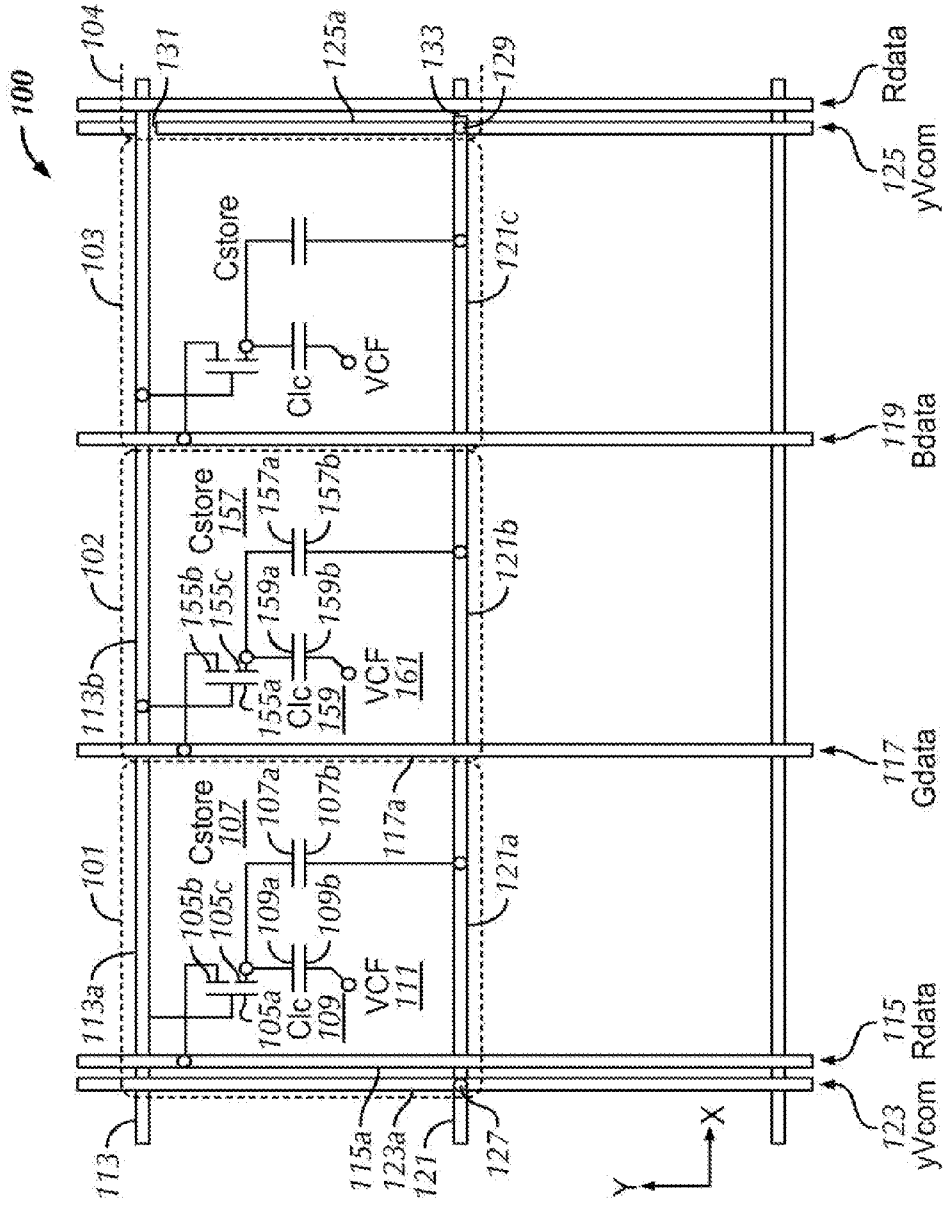 100
113
113a
101
113b
102
103
104
131
105b
105c
Cstore
107
107a
107b
109a
109b
105a
Clc
109
VCF
111
155b
155c
Cstore
157
157a
157b
159a
159b
155a
Clc
159
VCF
161
Cstore
Clc
VCF
125a
133
129
115a
123a
121
127
121a
117a
121b
121c
Y
X
123
yVcom
115
Rdata
117
Gdata
119
Bdata
125
yVcom
Rdata